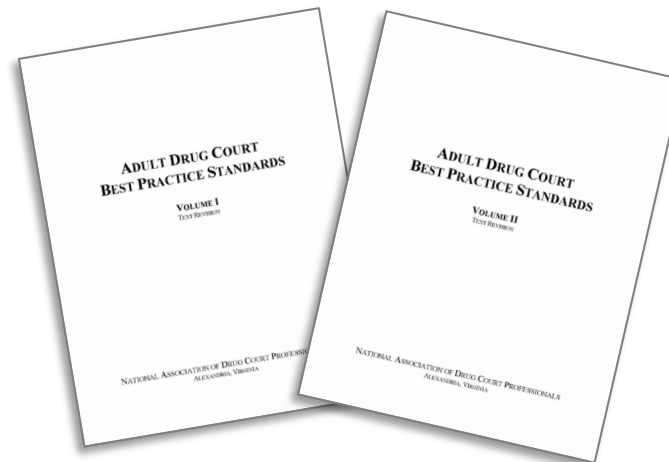 ADULT DRUG COURT
BEST PRACTICE STANDARDS
VOLUME I
TEXT REVISION
NATIONAL ASSOCIATION OF DRUG COURT PROFESSIONALS
ALEXANDRIA, VIRGINIA
ADULT DRUG COURT
BEST PRACTICE STANDARDS
VOLUME II
TEXT REVISION
NATIONAL ASSOCIATION OF DRUG COURT PROFESSIONALS
ALEXANDRIA, VIRGINIA